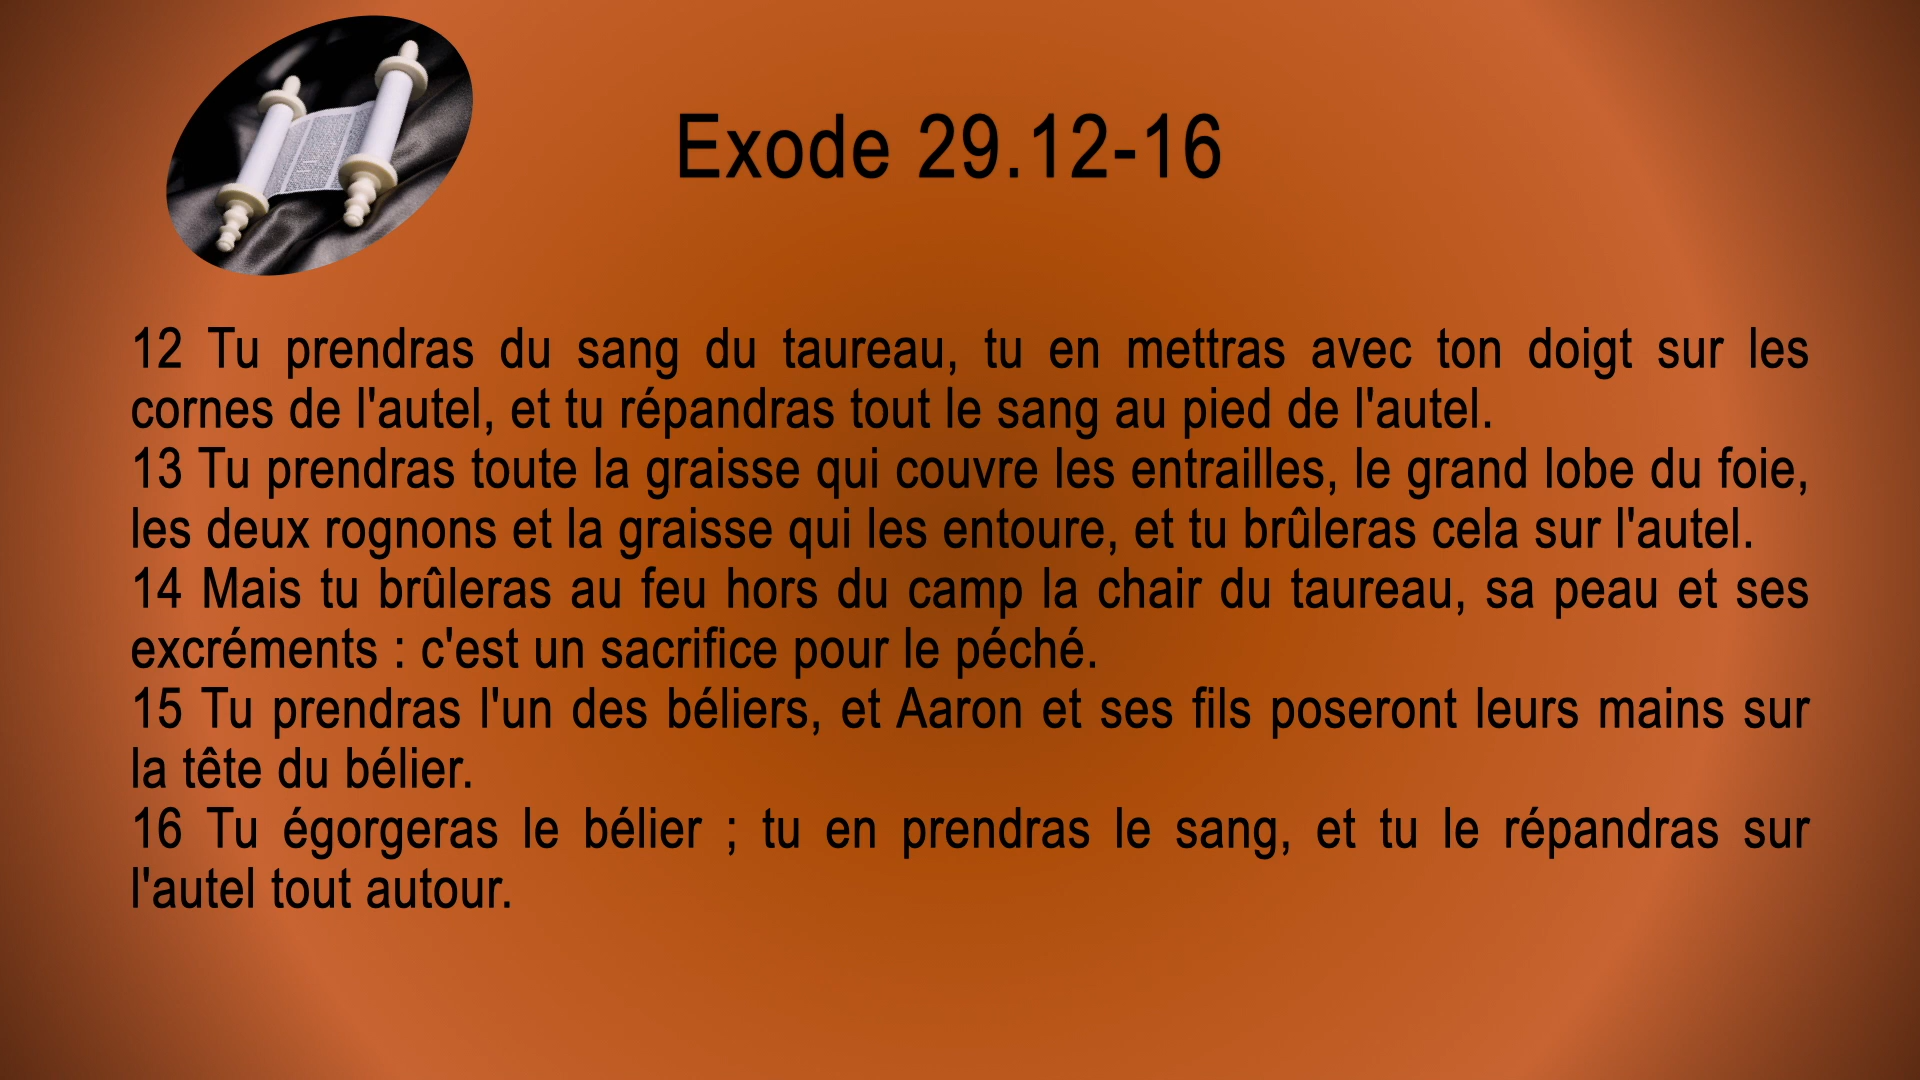 Exode 29.12-16
12 Tu prendras du sang du taureau, tu en mettras avec ton doigt sur les
cornes de l'autel, et tu répandras tout le sang au pied de l'autel.
13 Tu prendras toute la graisse qui couvre les entrailles, le grand lobe du foie,
les deux rognons et la graisse qui les entoure, et tu brûleras cela sur l'autel.
14 Mais tu brûleras au feu hors du camp la chair du taureau, sa peau et ses
excréments : c'est un sacrifice pour le péché.
15 Tu prendras l'un des béliers, et Aaron et ses fils poseront leurs mains sur
la tête du bélier.
16 Tu égorgeras le bélier ; tu en prendras le sang, et tu le répandras sur
l'autel tout autour.